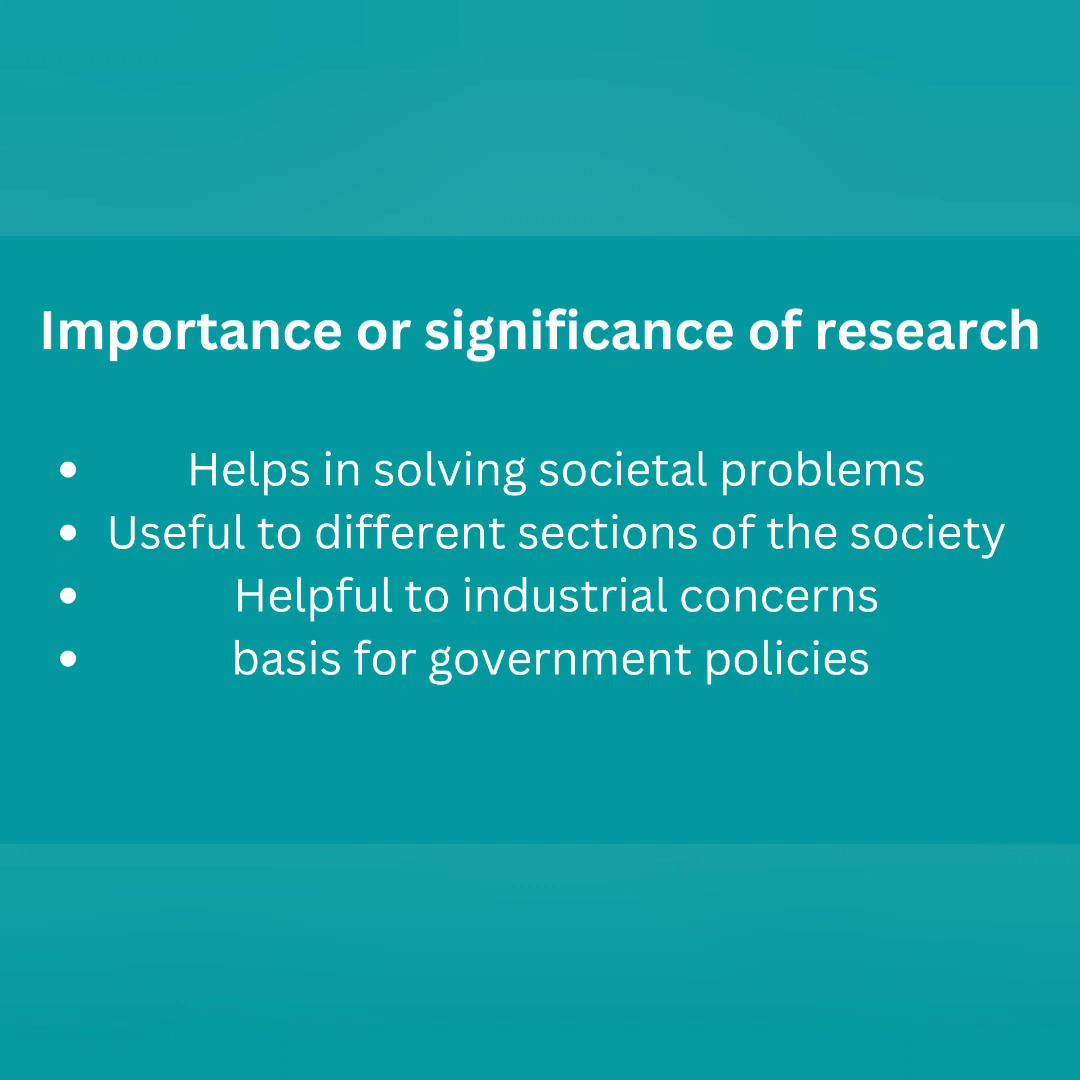 Importance or significance of research
• Helps in solving societal problems
• Useful to different sections of the society
• Helpful to industrial concerns
• basis for government policies